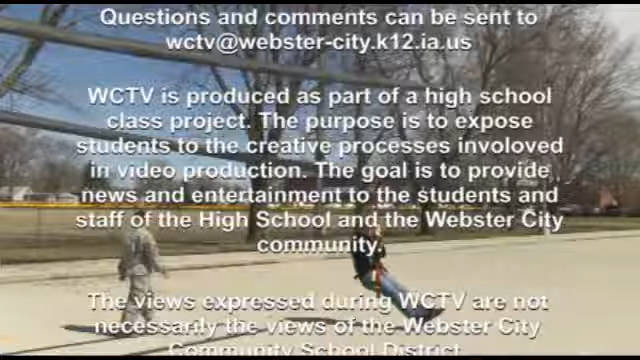 Questions and comments can be sent to
wctv@webster-city.k12.ia.us
WCTV is produced as part of a high school
class project. The purpose is to expose
students to the creative processes involoved
in video production. The goal is to provide
news and entertainment to the students and
staff of the High School and the Webster City
community.
The views expressed during WCTV are not
necessarily the views of the Webster City
Community School District